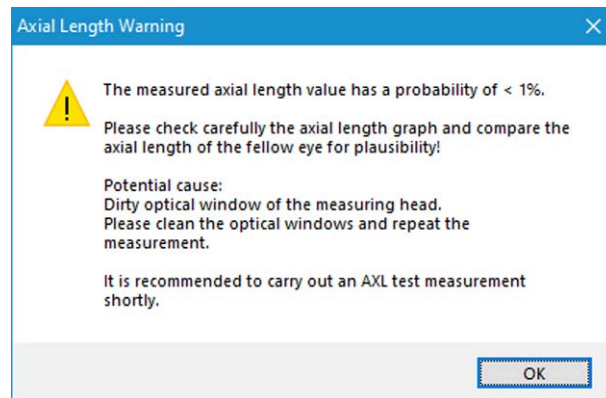 Axial Length Warning
The measured axial length value has a probability of < 1%.
Please check carefully the axial length graph and compare the
axial length of the fellow eye for plausibility!
Potential cause:
Dirty optical window of the measuring head.
Please clean the optical windows and repeat the
measurement.
It is recommended to carry out an AXL test measurement
shortly.
OK